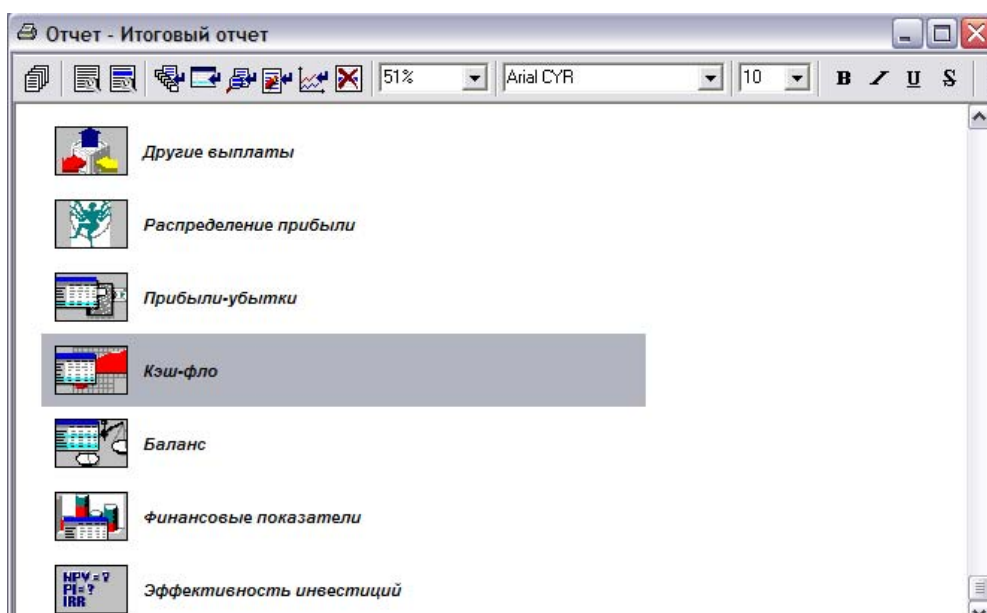 Отчет - Итоговый отчет
51% Arial CYR 10 B I U S
Другие выплаты
Распределение прибыли
Прибыли-убытки
Кэш-фло
Баланс
Финансовые показатели
NPV = ?
PI = ?
IRR
Эффективность инвестиций